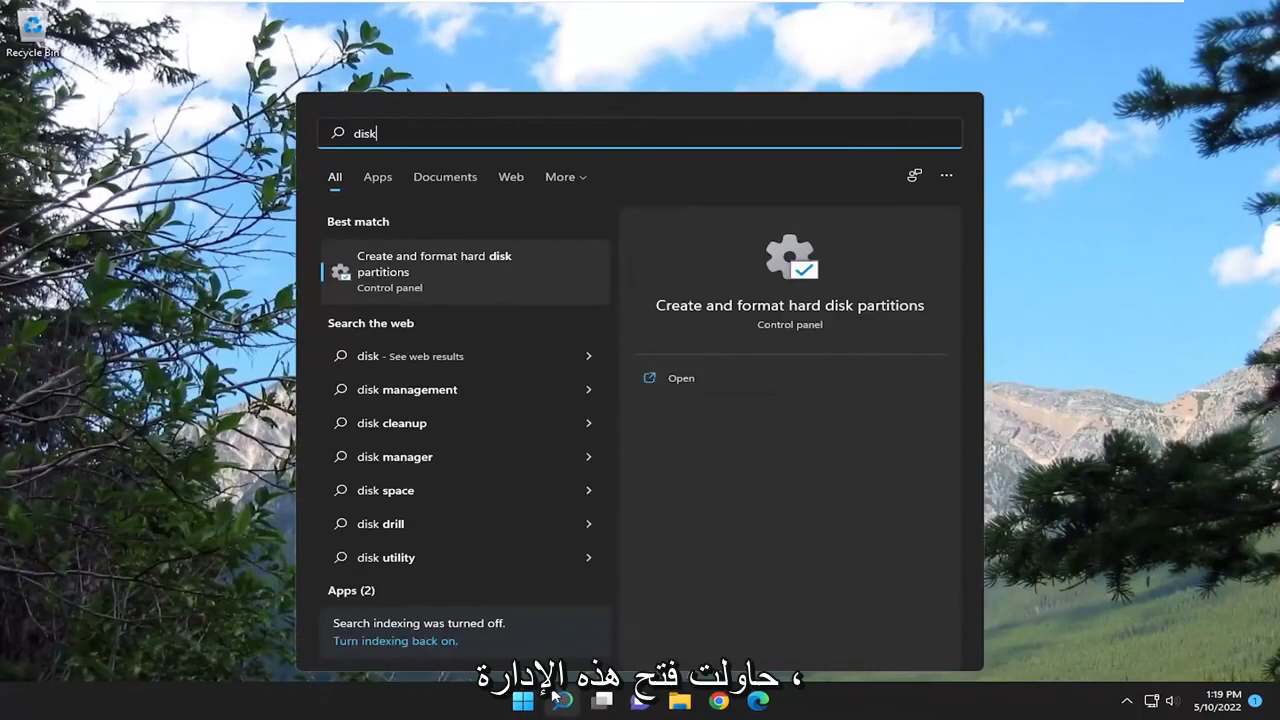 Recycle Bin
disk
All Apps Documents Web More
Best match
Create and format hard disk
partitions
Control panel
Search the web
disk - See web results
disk management
disk cleanup
disk manager
disk space
disk drill
disk utility
Apps (2)
Search indexing was turned off.
Turn indexing back on.
Create and format hard disk partitions
Control panel
Open
، حاولت فتح هذه الإدارة
1:19 PM
5/10/2022
1